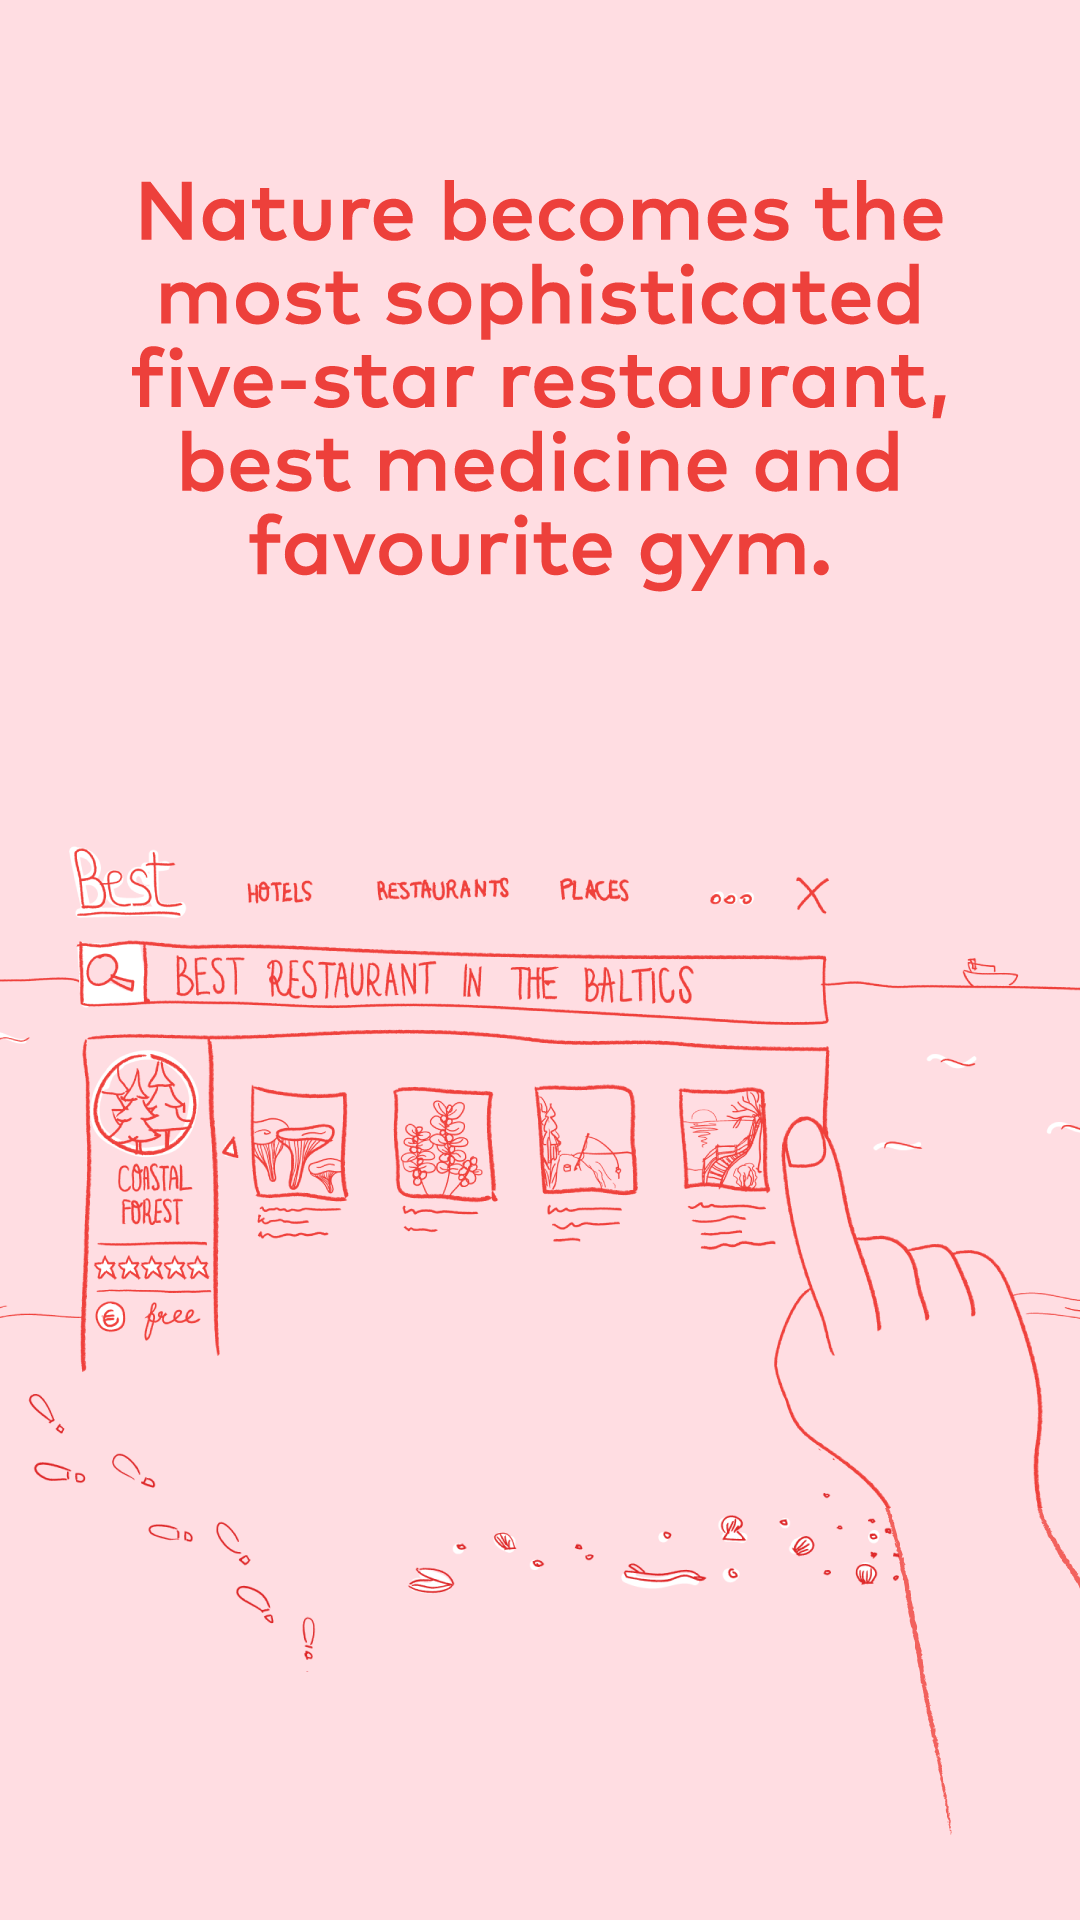 Nature becomes the
most sophisticated
five-star restaurant,
best medicine and
favourite gym.
Best
HOTELS RESTAURANTS PLACES
BEST RESTAURANT IN THE BALTICS
COASTAL
FOREST
€ free